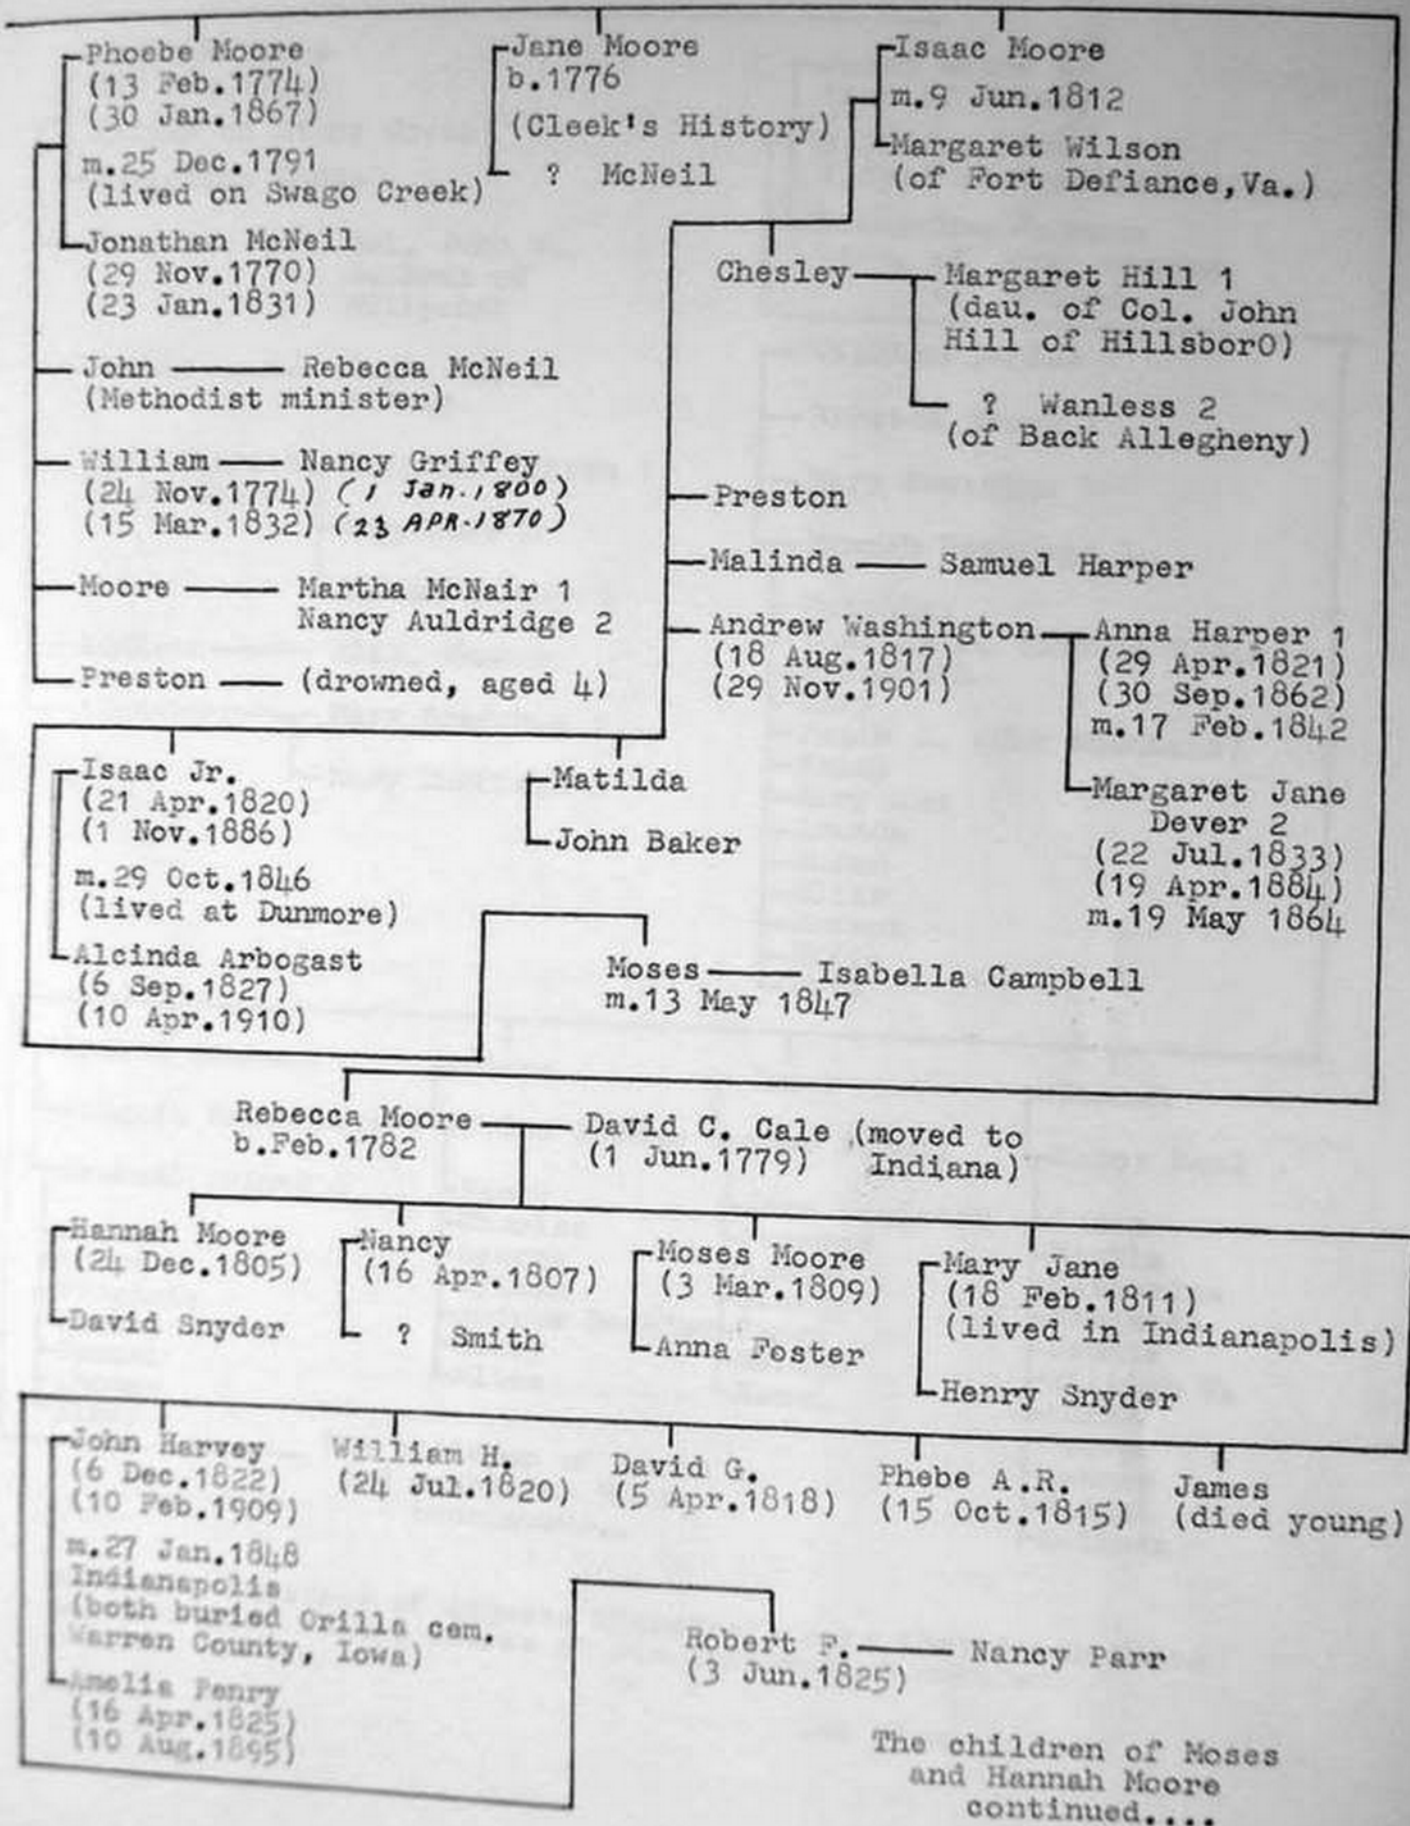 Phoebe Moore
(13 Feb.1774)
(30 Jan.1867)
m.25 Dec.1791
(lived on Swago Creek)
Jonathan McNeil
(29 Nov.1770)
(23 Jan.1831)
John Rebecca McNeil
(Methodist minister)
William Nancy Griffey
(24 Nov.1774) (1 Jan.1800)
(15 Mar.1832) (23 APR.1870)
Moore Martha McNair 1
Nancy Auldridge 2
Preston (drowned, aged 4)
Jane Moore
b.1776
(Cleek's History)
? McNeil
Isaac Moore
m.9 Jun.1812
Margaret Wilson
(of Fort Defiance,Va.)
Chesley Margaret Hill 1
(dau. of Col. John
Hill of HillsborO)
? Wanless 2
(of Back Allegheny)
Preston
Malinda Samuel Harper
Andrew Washington Anna Harper 1
(18 Aug.1817) (29 Apr.1821)
(29 Nov.1901) (30 Sep.1862)
m.17 Feb.1842
Margaret Jane
Dever 2
(22 Jul.1833)
(19 Apr.1884)
m.19 May 1864
Isaac Jr.
(21 Apr.1820)
(1 Nov.1886)
m.29 Oct.1846
(lived at Dunmore)
Alcinda Arbogast
(6 Sep.1827)
(10 Apr.1910)
Matilda
John Baker
Moses Isabella Campbell
m.13 May 1847
Rebecca Moore David C. Cale (moved to
b.Feb.1782 (1 Jun.1779) Indiana)
Hannah Moore
(24 Dec.1805)
David Snyder
Nancy
(16 Apr.1807)
? Smith
Moses Moore
(3 Mar.1809)
Anna Foster
Mary Jane
(18 Feb.1811)
(lived in Indianapolis)
Henry Snyder
John Harvey
(6 Dec.1822)
(10 Feb.1909)
m.27 Jan.1848
Indianapolis
(both buried Orilla cem.
Warren County, Iowa)
Amelia Penry
(16 Apr.1825)
(10 Aug.1895)
William H.
(24 Jul.1820)
David G.
(5 Apr.1818)
Phebe A.R.
(15 Oct.1815)
James
(died young)
Robert F. Nancy Parr
(3 Jun.1825)
The children of Moses
and Hannah Moore
continued....